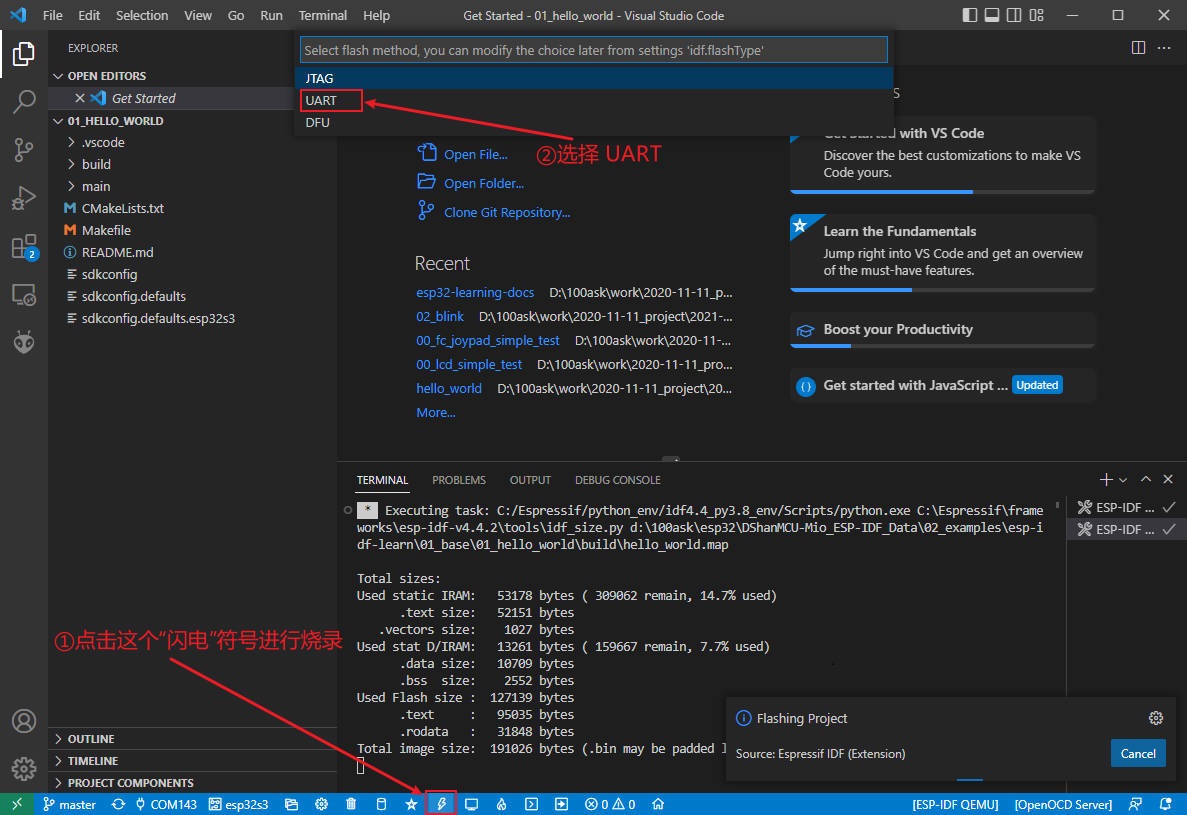 File Edit Selection View Go Run Terminal Help Get Started - 01_hello_world - Visual Studio Code
EXPLORER
OPEN EDITORS
Get Started
01_HELLO_WORLD
.vscode
build
main
CMakeLists.txt
Makefile
README.md
sdkconfig
sdkconfig.defaults
sdkconfig.defaults.esp32s3
OUTLINE
TIMELINE
PROJECT COMPONENTS
Select flash method, you can modify the choice later from settings 'idf.flashType'
JTAG
UART
DFU
②选择 UART
Open File...
Open Folder...
Clone Git Repository...
Recent
esp32-learning-docs D:\100ask\work\2020-11-11_p...
02_blink D:\100ask\work\2020-11-11_project\2021-...
00_fc_joypad_simple_test D:\100ask\work\2020-11-...
00_lcd_simple_test D:\100ask\work\2020-11-11_pro...
hello_world D:\100ask\work\2020-11-11_project\20...
More...
Get Started with VS Code
Discover the best customizations to make VS
Code yours.
Learn the Fundamentals
Jump right into VS Code and get an overview
of the must-have features.
Boost your Productivity
Get started with JavaScript ... Updated
TERMINAL PROBLEMS OUTPUT DEBUG CONSOLE
* Executing task: C:/Espressif/python_env/idf4.4_py3.8_env/Scripts/python.exe C:\Espressif\frame
works\esp-idf-v4.4.2\tools\idf_size.py d:\100ask\esp32\DShanMCU-Mio_ESP-IDF_Data\02_examples\esp-i
df-learn\01_base\01_hello_world\build\hello_world.map
Total sizes:
Used static IRAM: 53178 bytes ( 309062 remain, 14.7% used)
.text size: 52151 bytes
.vectors size: 1027 bytes
Used stat D/IRAM: 13261 bytes ( 159667 remain, 7.7% used)
.data size: 10709 bytes
.bss size: 2552 bytes
Used Flash size : 127139 bytes
.text : 95035 bytes
.rodata : 31848 bytes
Total image size: 191026 bytes (.bin may be padded l
ESP-IDF ...
ESP-IDF ...
①点击这个“闪电”符号进行烧录
Flashing Project
Source: Espressif IDF (Extension)
Cancel
2
master COM143 esp32s3 0 0 [ESP-IDF QEMU] [OpenOCD Server]